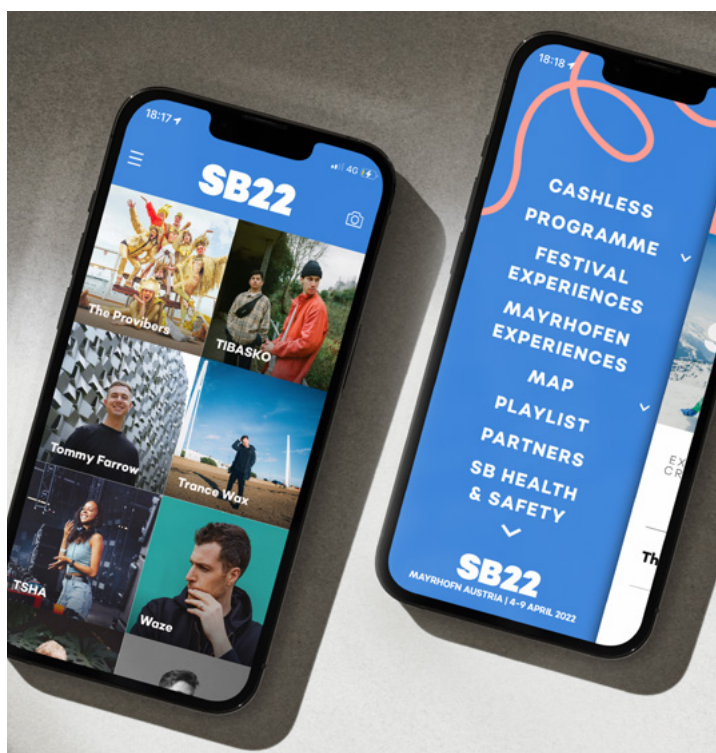 18:17
4G
SB22
The Provibers
TIBASKO
Tommy Farrow
Trance Wax
TSHA
Waze
18:18
CASHLESS
PROGRAMME
FESTIVAL
EXPERIENCES
MAYRHOFEN
EXPERIENCES
MAP
PLAYLIST
PARTNERS
SB HEALTH
& SAFETY
SB22
MAYRHOFN AUSTRIA | 4-9 APRIL 2022